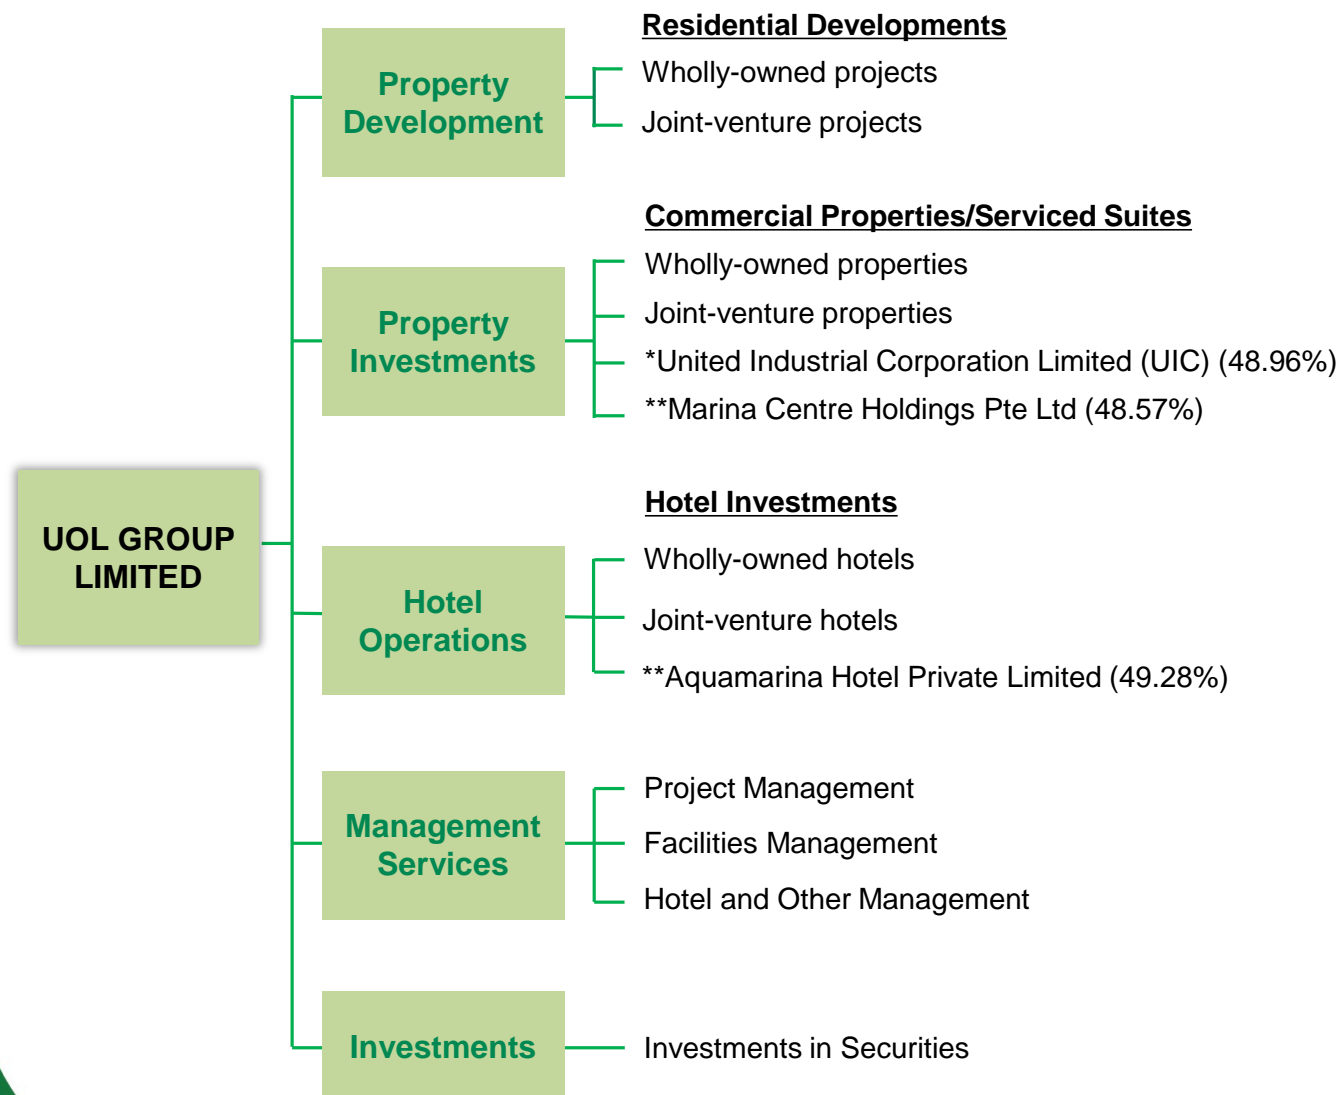 UOL GROUP
LIMITED
Property
Development
Residential Developments
Wholly-owned projects
Joint-venture projects
Property
Investments
Commercial Properties/Serviced Suites
Wholly-owned properties
Joint-venture properties
*United Industrial Corporation Limited (UIC) (48.96%)
**Marina Centre Holdings Pte Ltd (48.57%)
Hotel
Operations
Hotel Investments
Wholly-owned hotels
Joint-venture hotels
**Aquamarina Hotel Private Limited (49.28%)
Management
Services
Project Management
Facilities Management
Hotel and Other Management
Investments
Investments in Securities